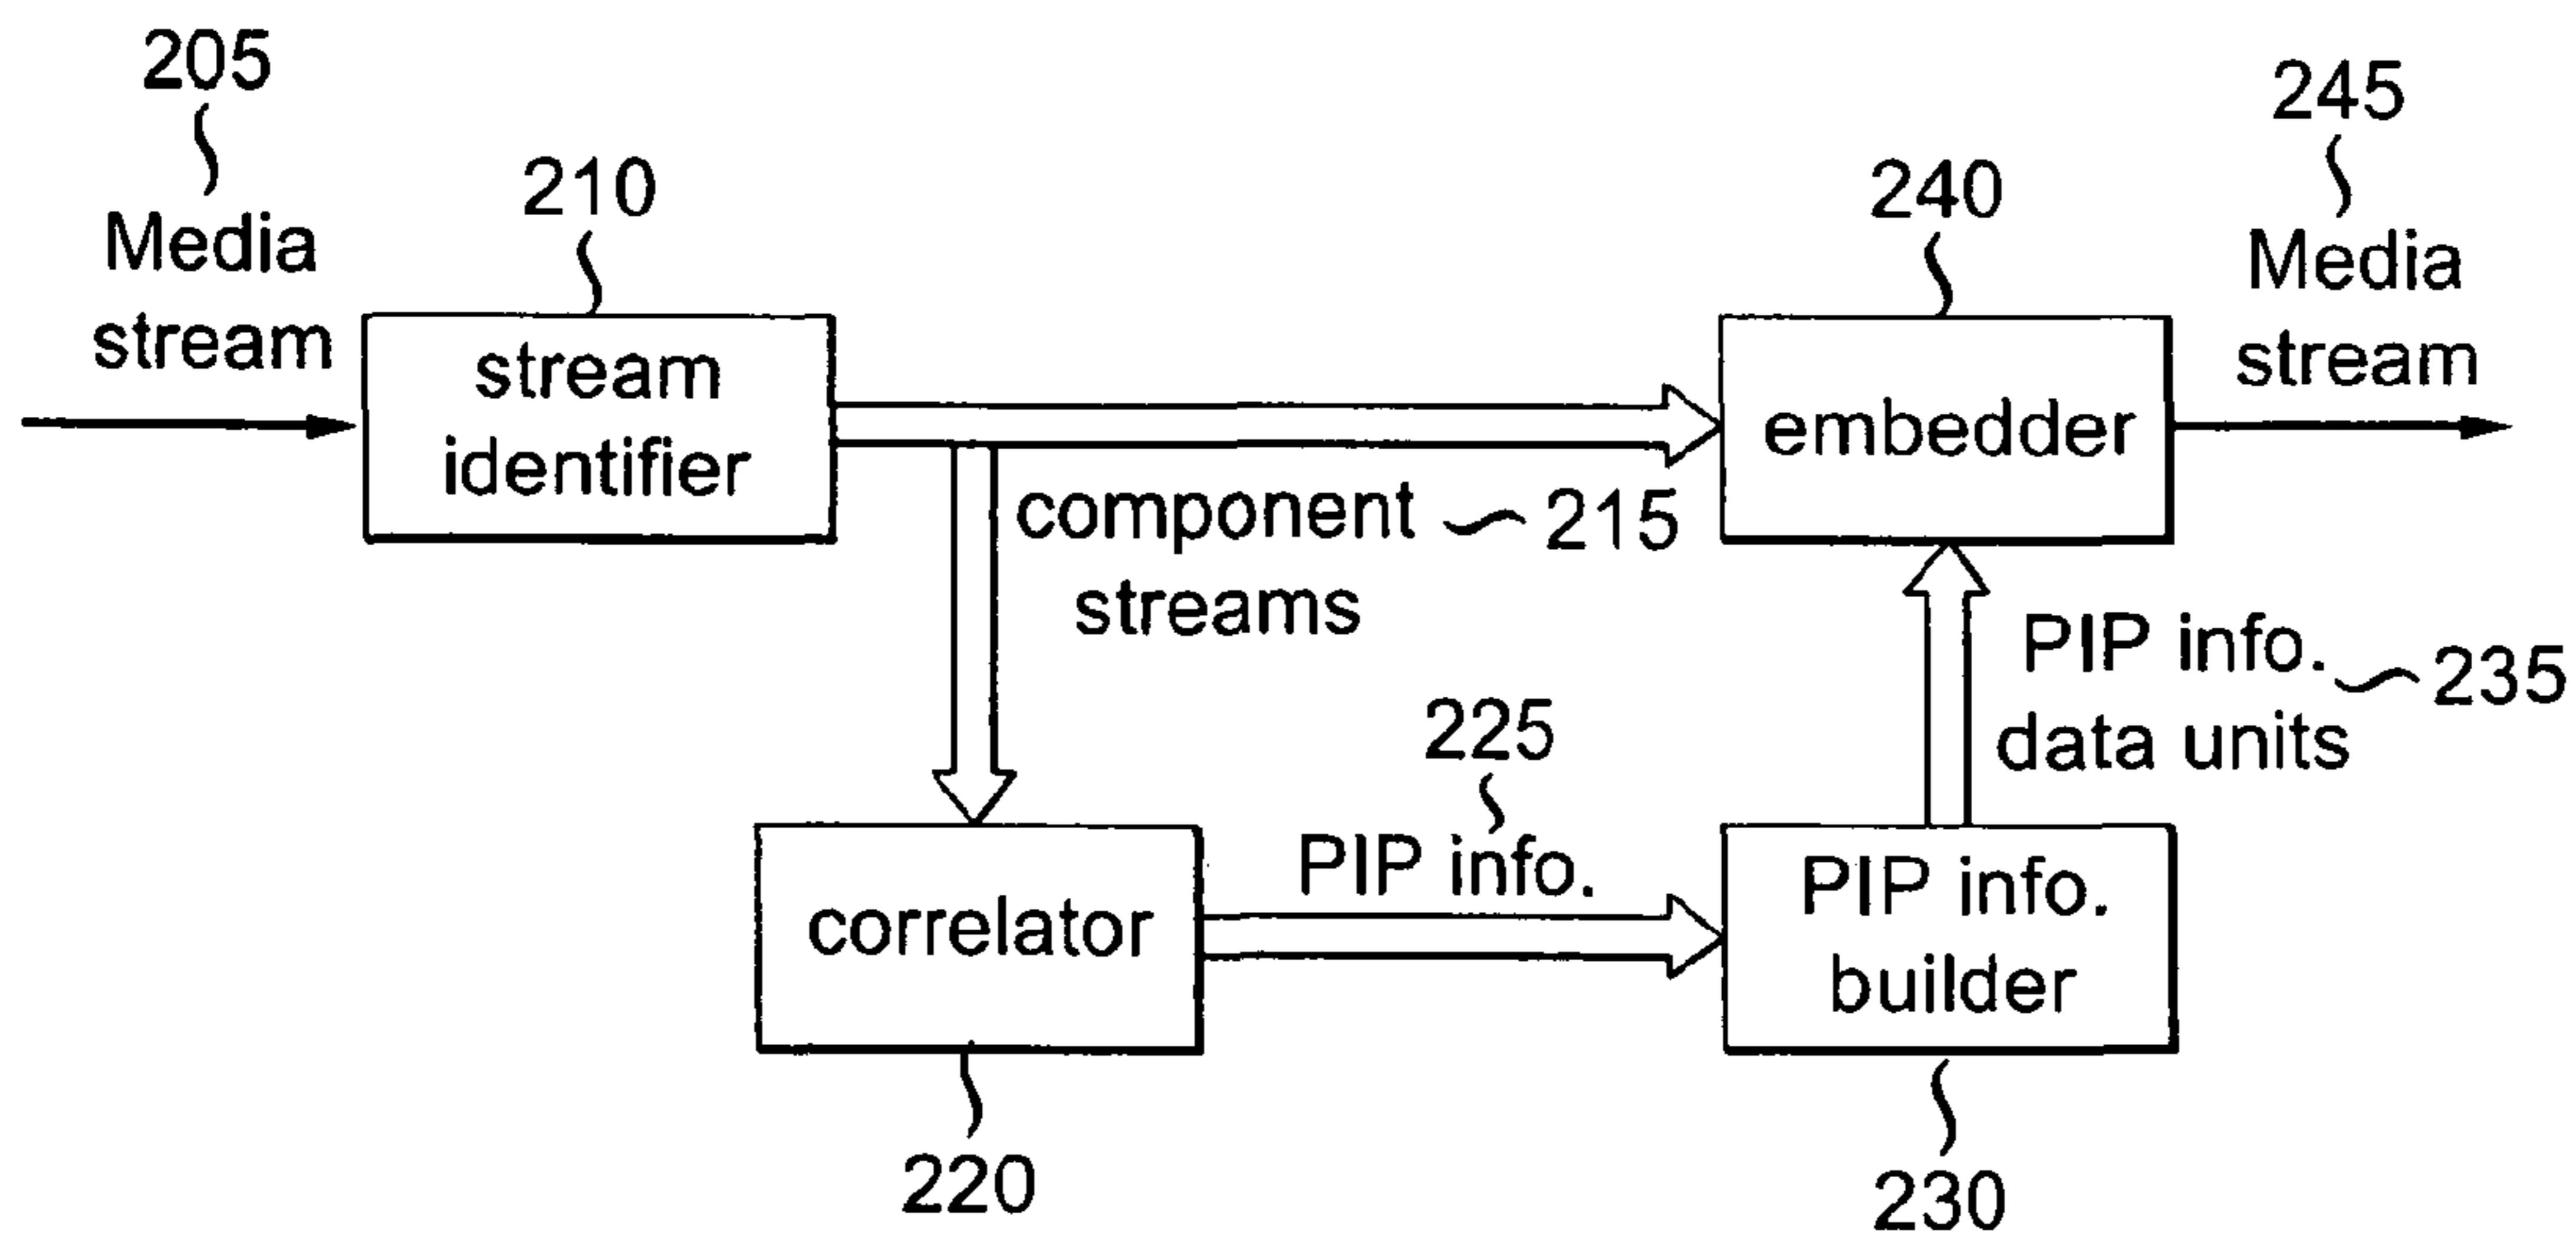 205
Media
stream
210
stream
identifier
240
embedder
245
Media
stream
component
streams
215
PIP info.
data units
235
225
PIP info.
correlator
220
PIP info.
builder
230